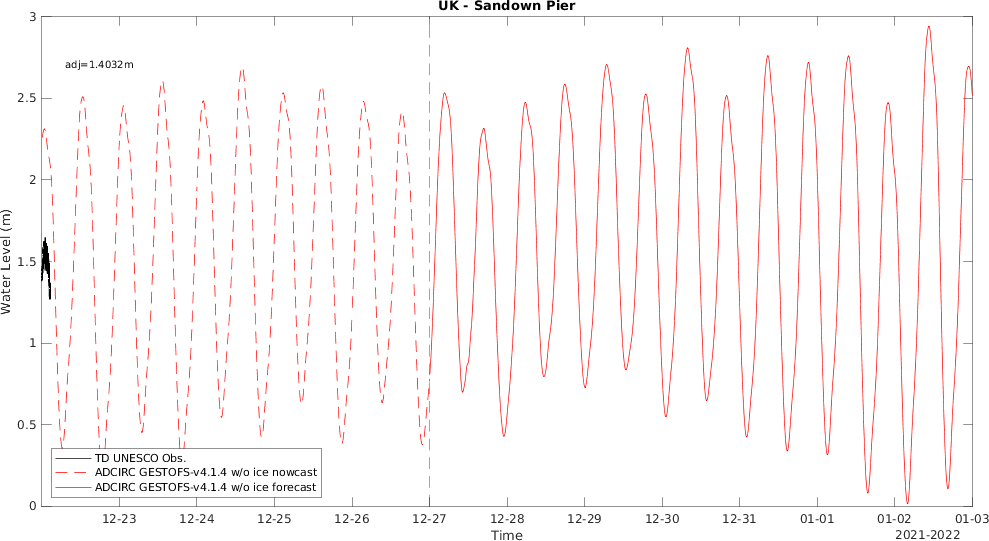 UK - Sandown Pier
adj=1.4032m
Water Level (m)
3
2.5
2
1.5
1
0.5
0
TD UNESCO Obs.
ADCIRC GESTOFS-v4.1.4 w/o ice nowcast
ADCIRC GESTOFS-v4.1.4 w/o ice forecast
12-23 12-24 12-25 12-26 12-27 12-28 12-29 12-30 12-31 01-01 01-02 01-03
Time
2021-2022